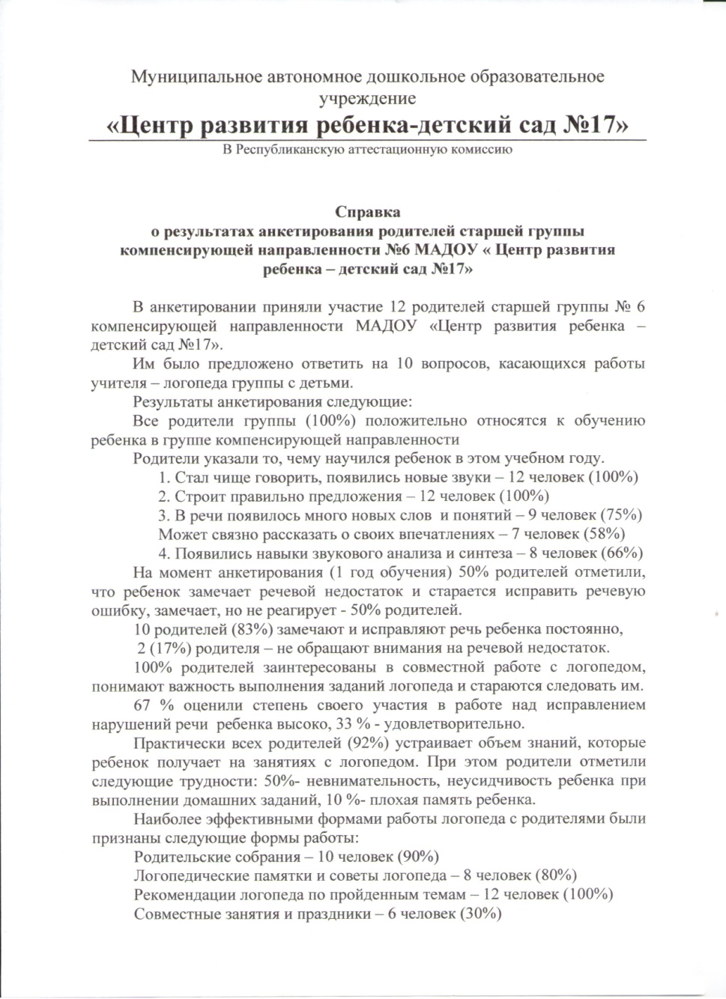 Муниципальное автономное дошкольное образовательное
учреждение
«Центр развития ребенка-детский сад №17»
В Республиканскую аттестационную комиссию
Справка
о результатах анкетирования родителей старшей группы
компенсирующей направленности №6 МАДОУ « Центр развития
ребенка – детский сад №17»
В анкетировании приняли участие 12 родителей старшей группы № 6
компенсирующей направленности МАДОУ «Центр развития ребенка –
детский сад №17».
Им было предложено ответить на 10 вопросов, касающихся работы
учителя – логопеда группы с детьми.
Результаты анкетирования следующие:
Все родители группы (100%) положительно относятся к обучению
ребенка в группе компенсирующей направленности
Родители указали то, чему научился ребенок в этом учебном году.
1. Стал чище говорить, появились новые звуки – 12 человек (100%)
2. Строит правильно предложения – 12 человек (100%)
3. В речи появилось много новых слов  и понятий – 9 человек (75%)
Может связно рассказать о своих впечатлениях – 7 человек (58%)
4. Появились навыки звукового анализа и синтеза – 8 человек (66%)
На момент анкетирования (1 год обучения) 50% родителей отметили,
что ребенок замечает речевой недостаток и старается исправить речевую
ошибку, замечает, но не реагирует - 50% родителей.
10 родителей (83%) замечают и исправляют речь ребенка постоянно,
2 (17%) родителя – не обращают внимания на речевой недостаток.
100% родителей заинтересованы в совместной работе с логопедом,
понимают важность выполнения заданий логопеда и стараются следовать им.
67 % оценили степень своего участия в работе над исправлением
нарушений речи  ребенка высоко, 33 % - удовлетворительно.
Практически всех родителей (92%) устраивает объем знаний, которые
ребенок получает на занятиях с логопедом. При этом родители отметили
следующие трудности: 50%- невнимательность, неусидчивость ребенка при
выполнении домашних заданий, 10 %- плохая память ребенка.
Наиболее эффективными формами работы логопеда с родителями были
признаны следующие формы работы:
Родительские собрания – 10 человек (90%)
Логопедические памятки и советы логопеда – 8 человек (80%)
Рекомендации логопеда по пройденным темам – 12 человек (100%)
Совместные занятия и праздники – 6 человек (30%)